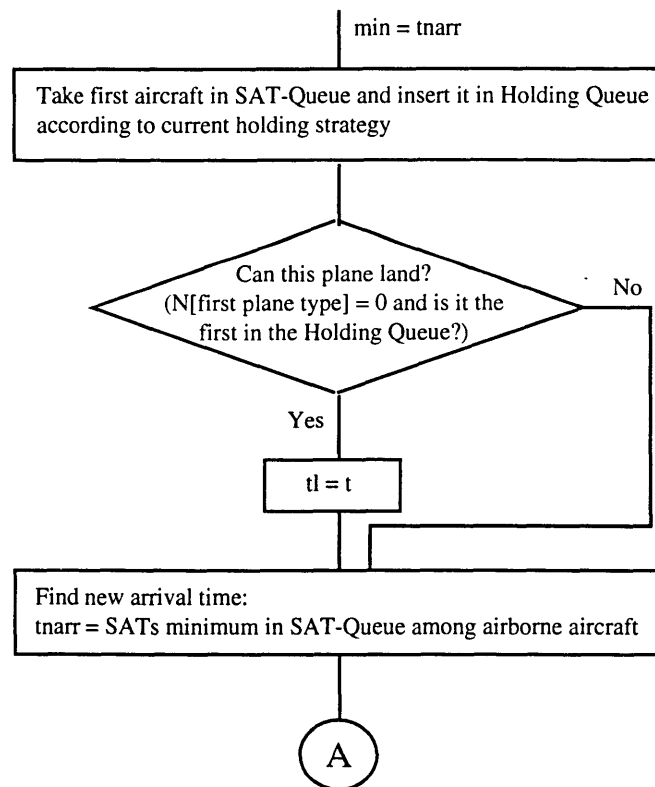 min = tnarr
Take first aircraft in SAT-Queue and insert it in Holding Queue
according to current holding strategy
Can this plane land?
(N[first plane type] = 0 and is it the
first in the Holding Queue?)
No
Yes
tl = t
Find new arrival time:
tnarr = SATs minimum in SAT-Queue among airborne aircraft
A